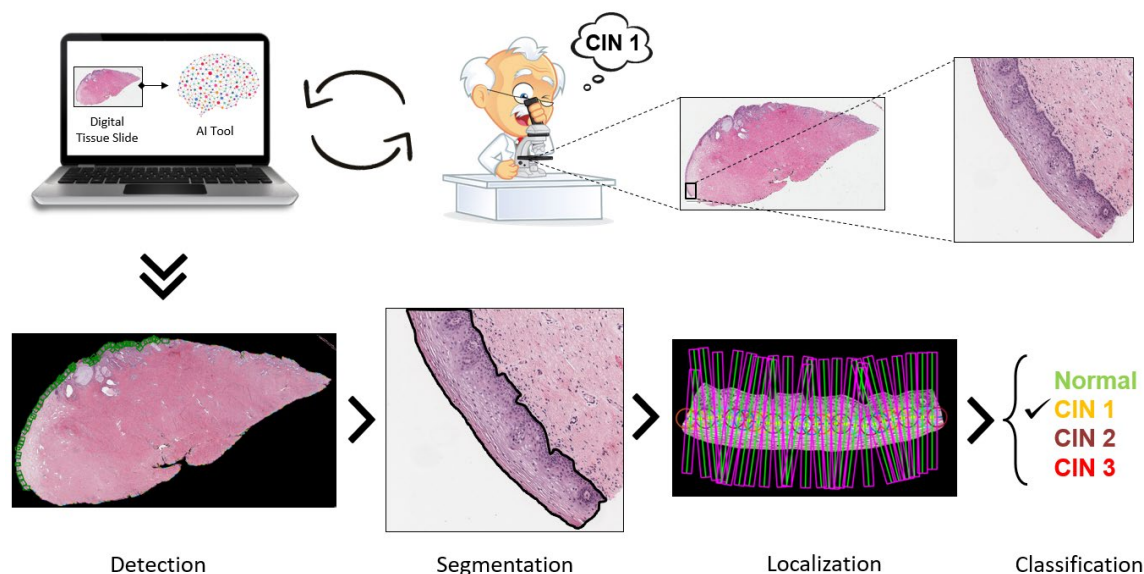 CIN 1
Digital
Tissue Slide
AI Tool
Normal
CIN 1
CIN 2
CIN 3
Detection
Segmentation
Localization
Classification